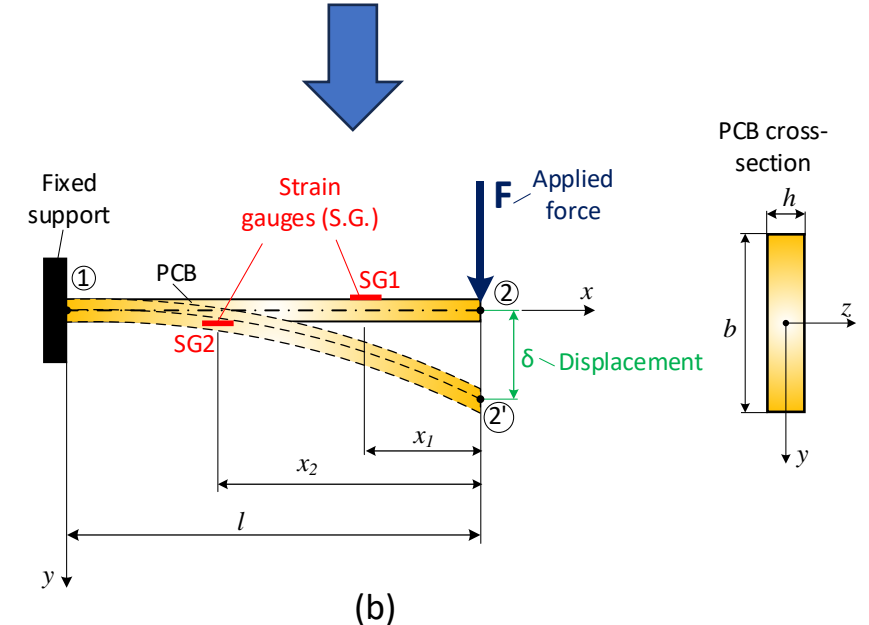 PCB cross-
section
Fixed
support
Strain
gauges (S.G.)
F
Applied
force
h
1
PCB
SG1
2
x
SG2
δ
Displacement
b
z
2'
x1
x2
y
l
y
(b)